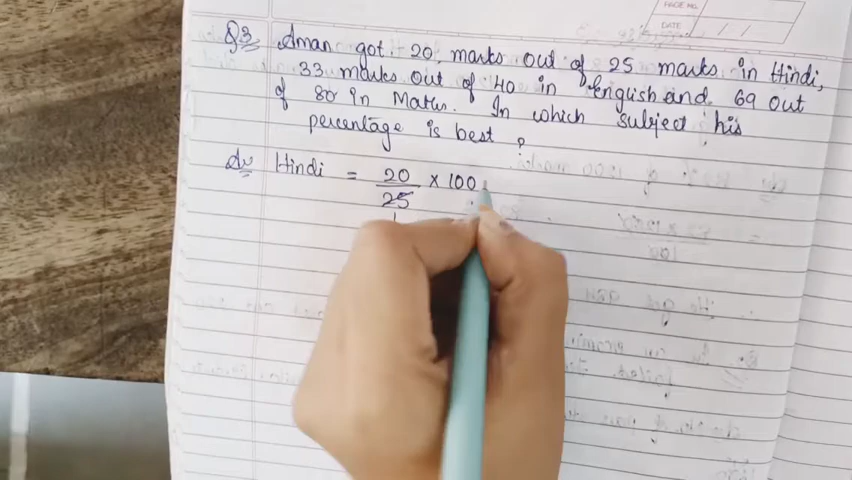 PAGE NO.
DATE / /
Q3 Aman got 20 marks out of 25 marks in Hindi,
33 marks out of 40 in English and 69 out
of 80 in Maths. In which subject his
percentage is best ?
Hindi = 20/25 × 100
1